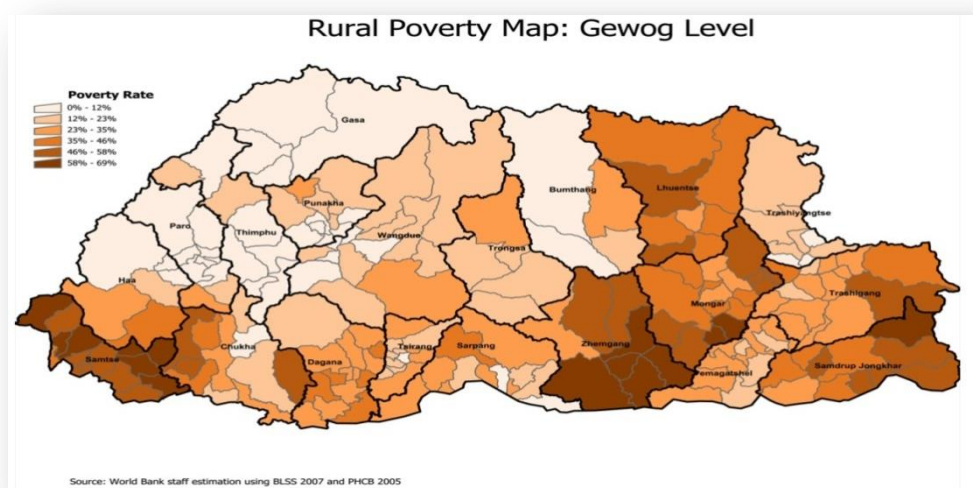 Rural Poverty Map: Gewog Level
Poverty Rate
0% - 12%
12% - 23%
23% - 35%
35% - 46%
46% - 58%
58% - 69%
Gasa
Bumthang
Lhuentse
Punakha
Trashiyangtse
Paro
Thimphu
Wangdue
Trongsa
Haa
Trashigang
Mongar
Chukha
Tsirang
Sarpang
Zhemgang
Samtse
Dagana
Pemagatshel
Samdrup Jongkhar
Source: World Bank staff estimation using BLSS 2007 and PHCB 2005